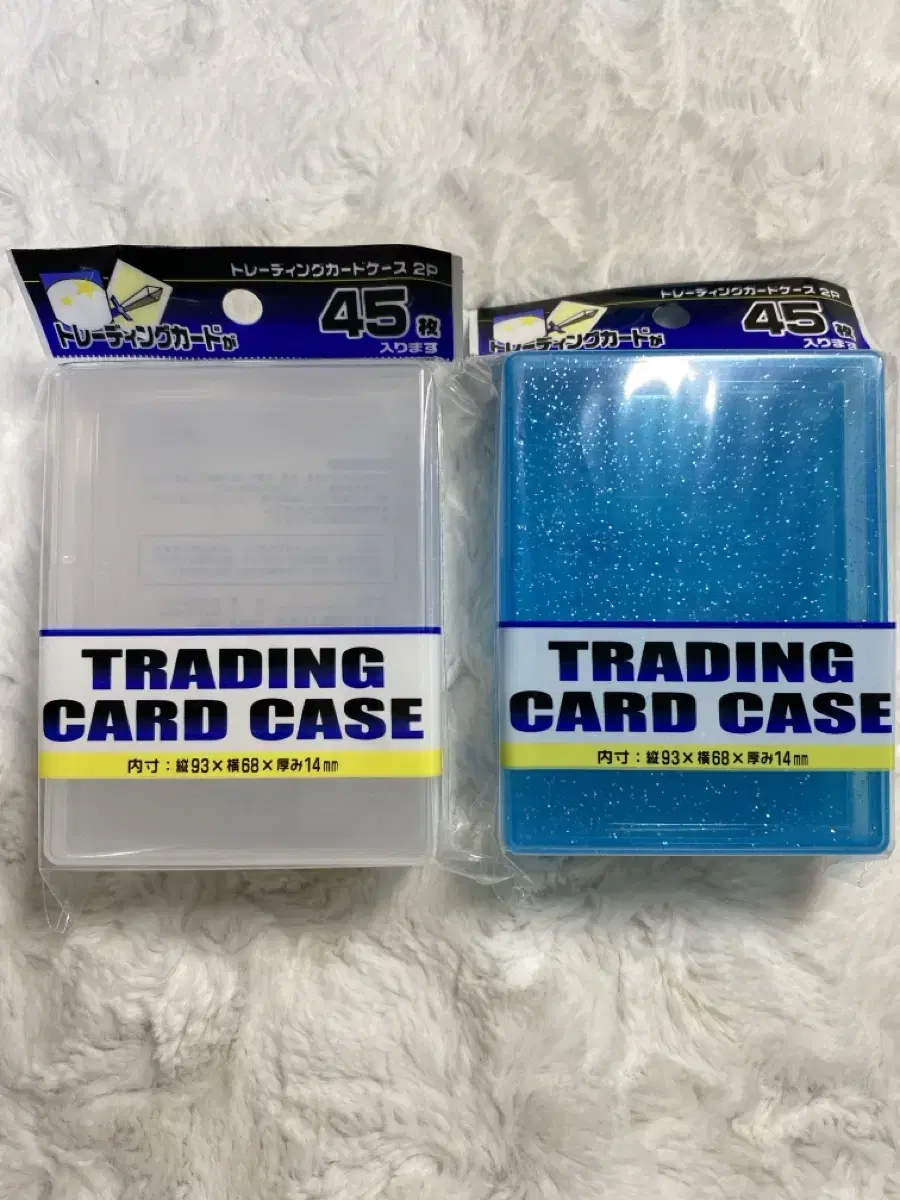 トレーディングカードケース 2P
トレーディングカードが
45枚
入ります
TRADING
CARD CASE
内寸：縦93×横68×厚み14mm
トレーディングカードケース 2P
トレーディングカードが
45枚
入ります
TRADING
CARD CASE
内寸：縦93×横68×厚み14mm